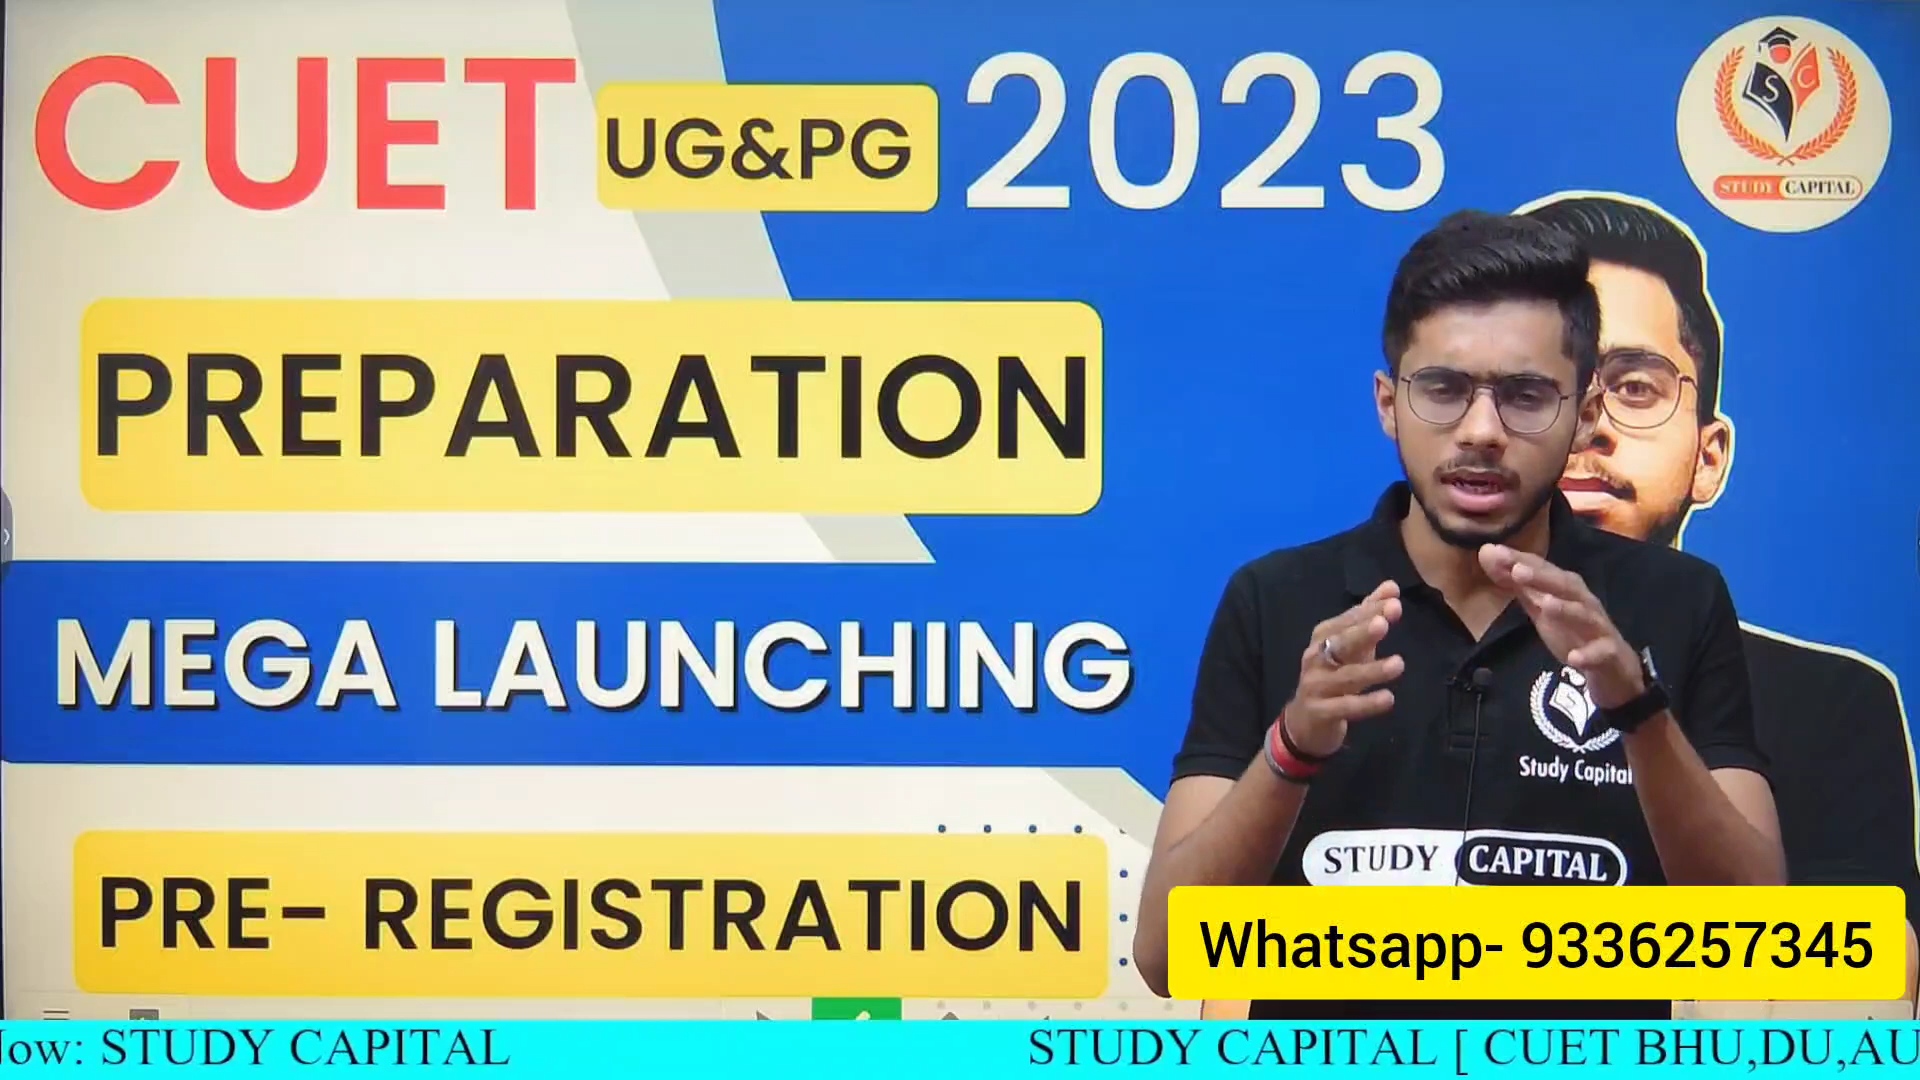 CUET UG&PG 2023
S C
STUDY CAPITAL
PREPARATION
MEGA LAUNCHING
PRE- REGISTRATION
Study Capital
STUDY CAPITAL
Whatsapp- 9336257345
STUDY CAPITAL STUDY CAPITAL [ CUET BHU,DU,AU